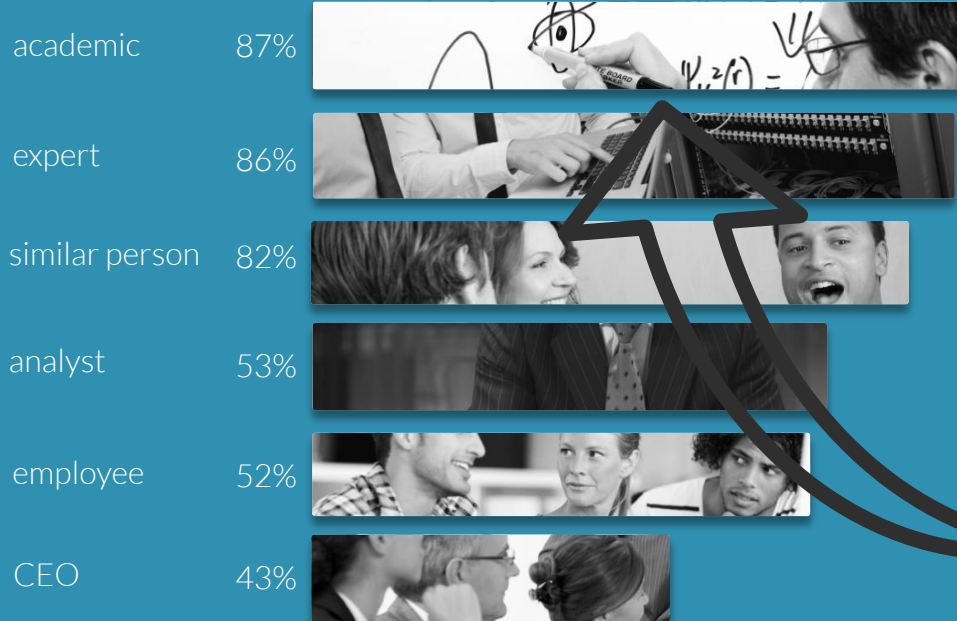 academic 87%
expert 86%
similar person 82%
analyst 53%
employee 52%
CEO 43%